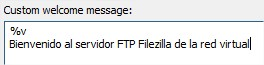 Custom welcome message:
%v
Bienvenido al servidor FTP Filezilla de la red virtual